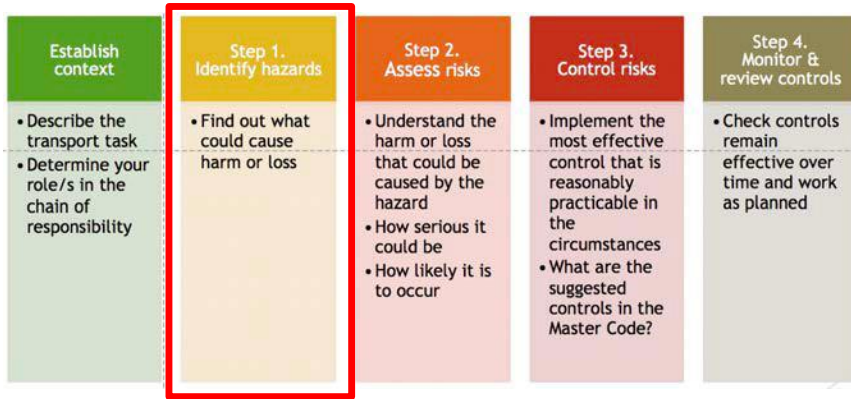 Establish
context
• Describe the
transport task
• Determine your
role/s in the
chain of
responsibility
Step 1.
Identify hazards
• Find out what
could cause
harm or loss
Step 2.
Assess risks
• Understand the
harm or loss
that could be
caused by the
hazard
• How serious it
could be
• How likely it is
to occur
Step 3.
Control risks
• Implement the
most effective
control that is
reasonably
practicable in
the
circumstances
• What are the
suggested
controls in the
Master Code?
Step 4.
Monitor &
review controls
• Check controls
remain
effective over
time and work
as planned